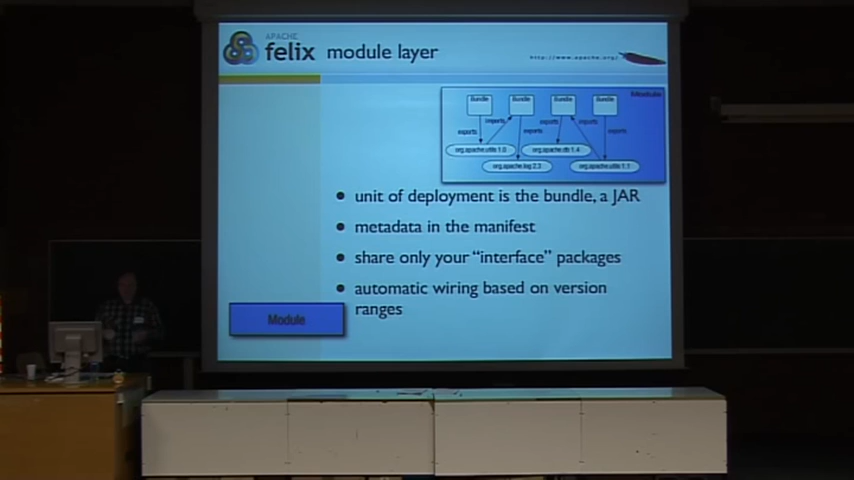 APACHE
felix module layer
http://www.apache.org/
Module
Bundle Bundle Bundle Bundle
imports exports imports
exports exports exports
org.apache.utils 1.0 org.apache.db 1.4
org.apache.log 2.3 org.apache.utils 1.1
• unit of deployment is the bundle, a JAR
• metadata in the manifest
• share only your "interface" packages
• automatic wiring based on version
ranges
Module